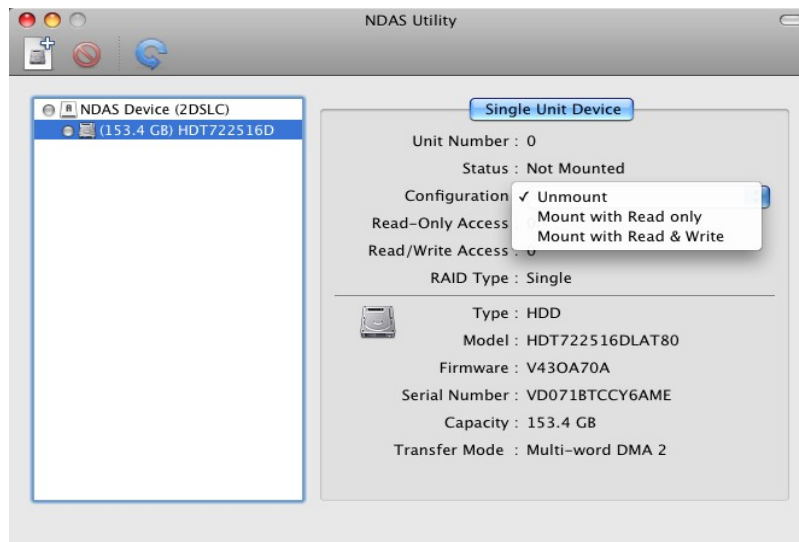 NDAS Utility
NDAS Device (2DSLC)
(153.4 GB) HDT722516D
Single Unit Device
Unit Number : 0
Status : Not Mounted
Configuration ✓ Unmount
Mount with Read only
Mount with Read & Write
Read-Only Access
Read/Write Access : 0
RAID Type : Single
Type : HDD
Model : HDT722516DLAT80
Firmware : V43OA70A
Serial Number : VD071BTCCY6AME
Capacity : 153.4 GB
Transfer Mode : Multi-word DMA 2